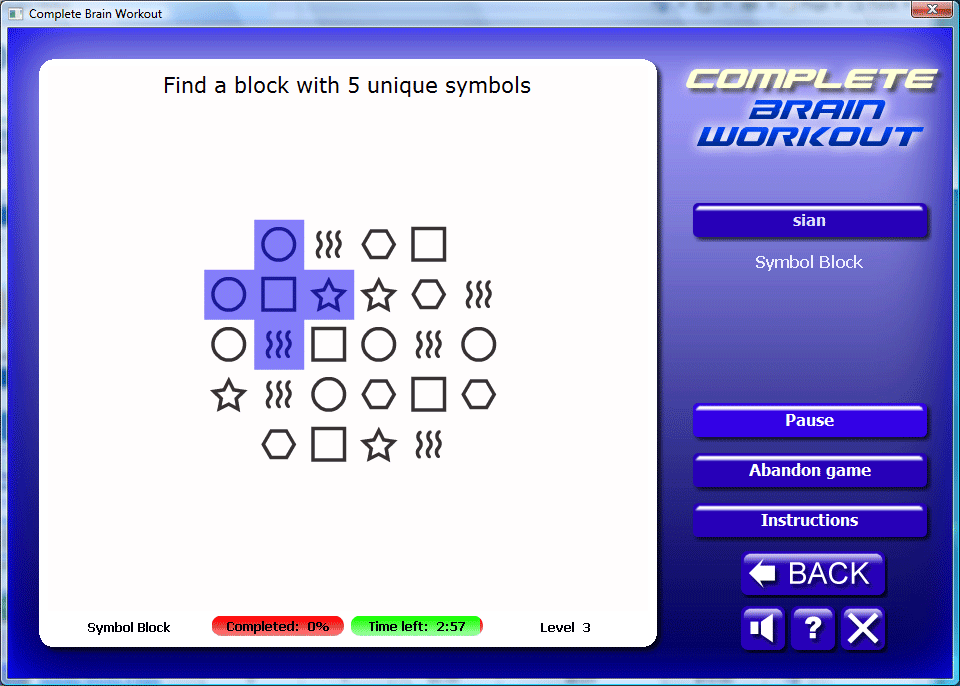 Complete Brain Workout
Find a block with 5 unique symbols
COMPLETE
BRAIN
WORKOUT
sian
Symbol Block
Pause
Abandon game
Instructions
BACK
?
Symbol Block Completed: 0% Time left: 2:57 Level 3